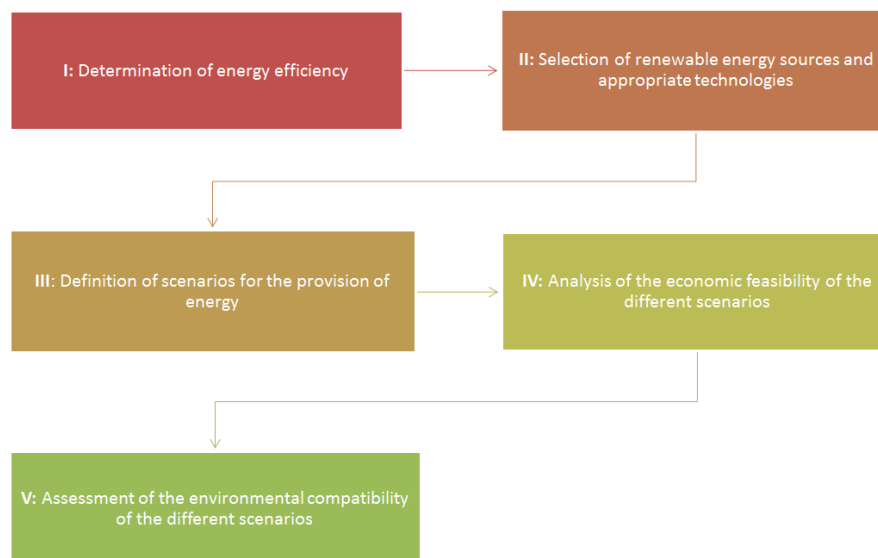 I: Determination of energy efficiency
II: Selection of renewable energy sources and
appropriate technologies
III: Definition of scenarios for the provision of
energy
IV: Analysis of the economic feasibility of the
different scenarios
V: Assessment of the environmental compatibility
of the different scenarios